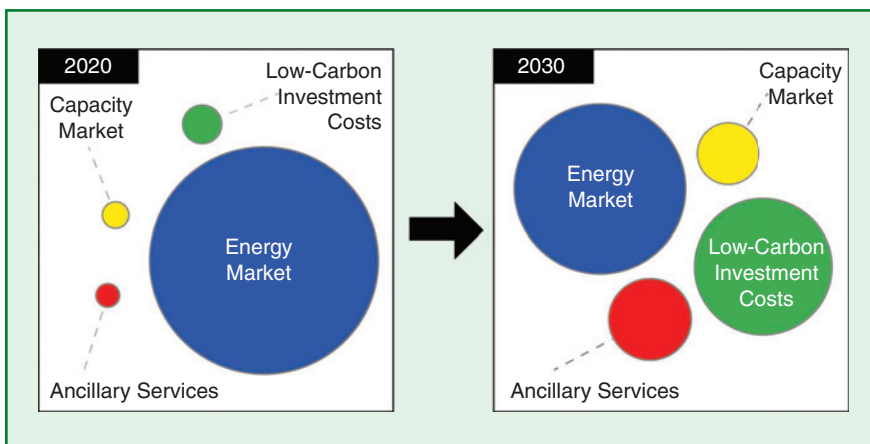 2020
Low-Carbon
Investment
Costs
Capacity
Market
Energy
Market
Ancillary Services
2030
Capacity
Market
Energy
Market
Low-Carbon
Investment
Costs
Ancillary Services